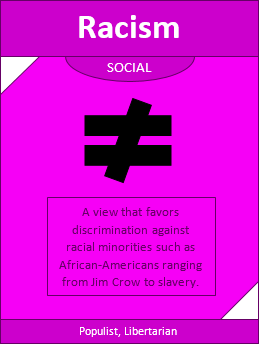 Racism
SOCIAL
A view that favors
discrimination against
racial minorities such as
African-Americans ranging
from Jim Crow to slavery.
Populist, Libertarian